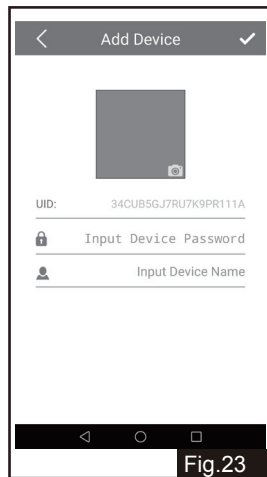 Add Device
UID: 34CUB5GJ7RU7K9PR111A
Input Device Password
Input Device Name
Fig.23